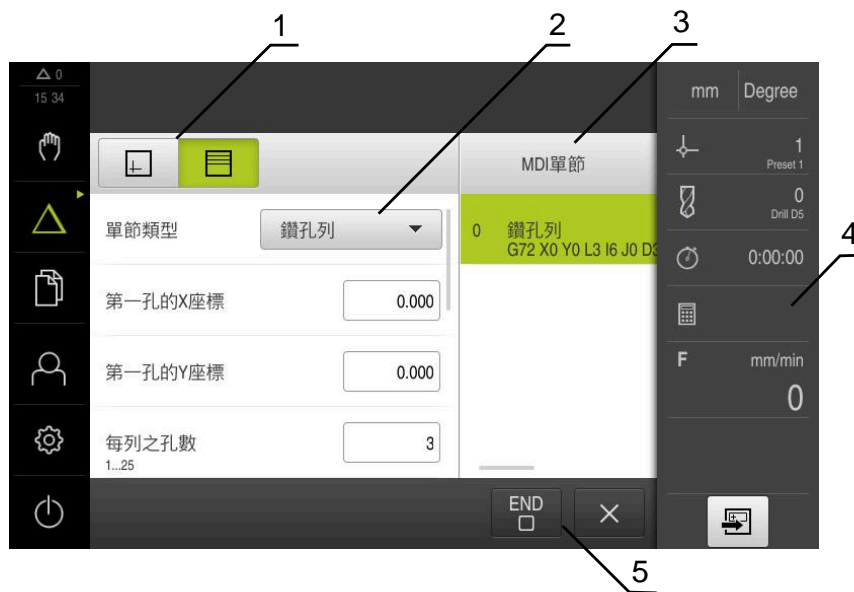 1
2
3
0
15 34
mm Degree
1
Preset 1
MDI單節
0
Drill D5
單節類型
鑽孔列
0 鑽孔列
G72 X0 Y0 L3 I6 J0 D3
4
0:00:00
第一孔的X座標
0.000
第一孔的Y座標
0.000
F mm/min
0
每列之孔數
3
1...25
END
5